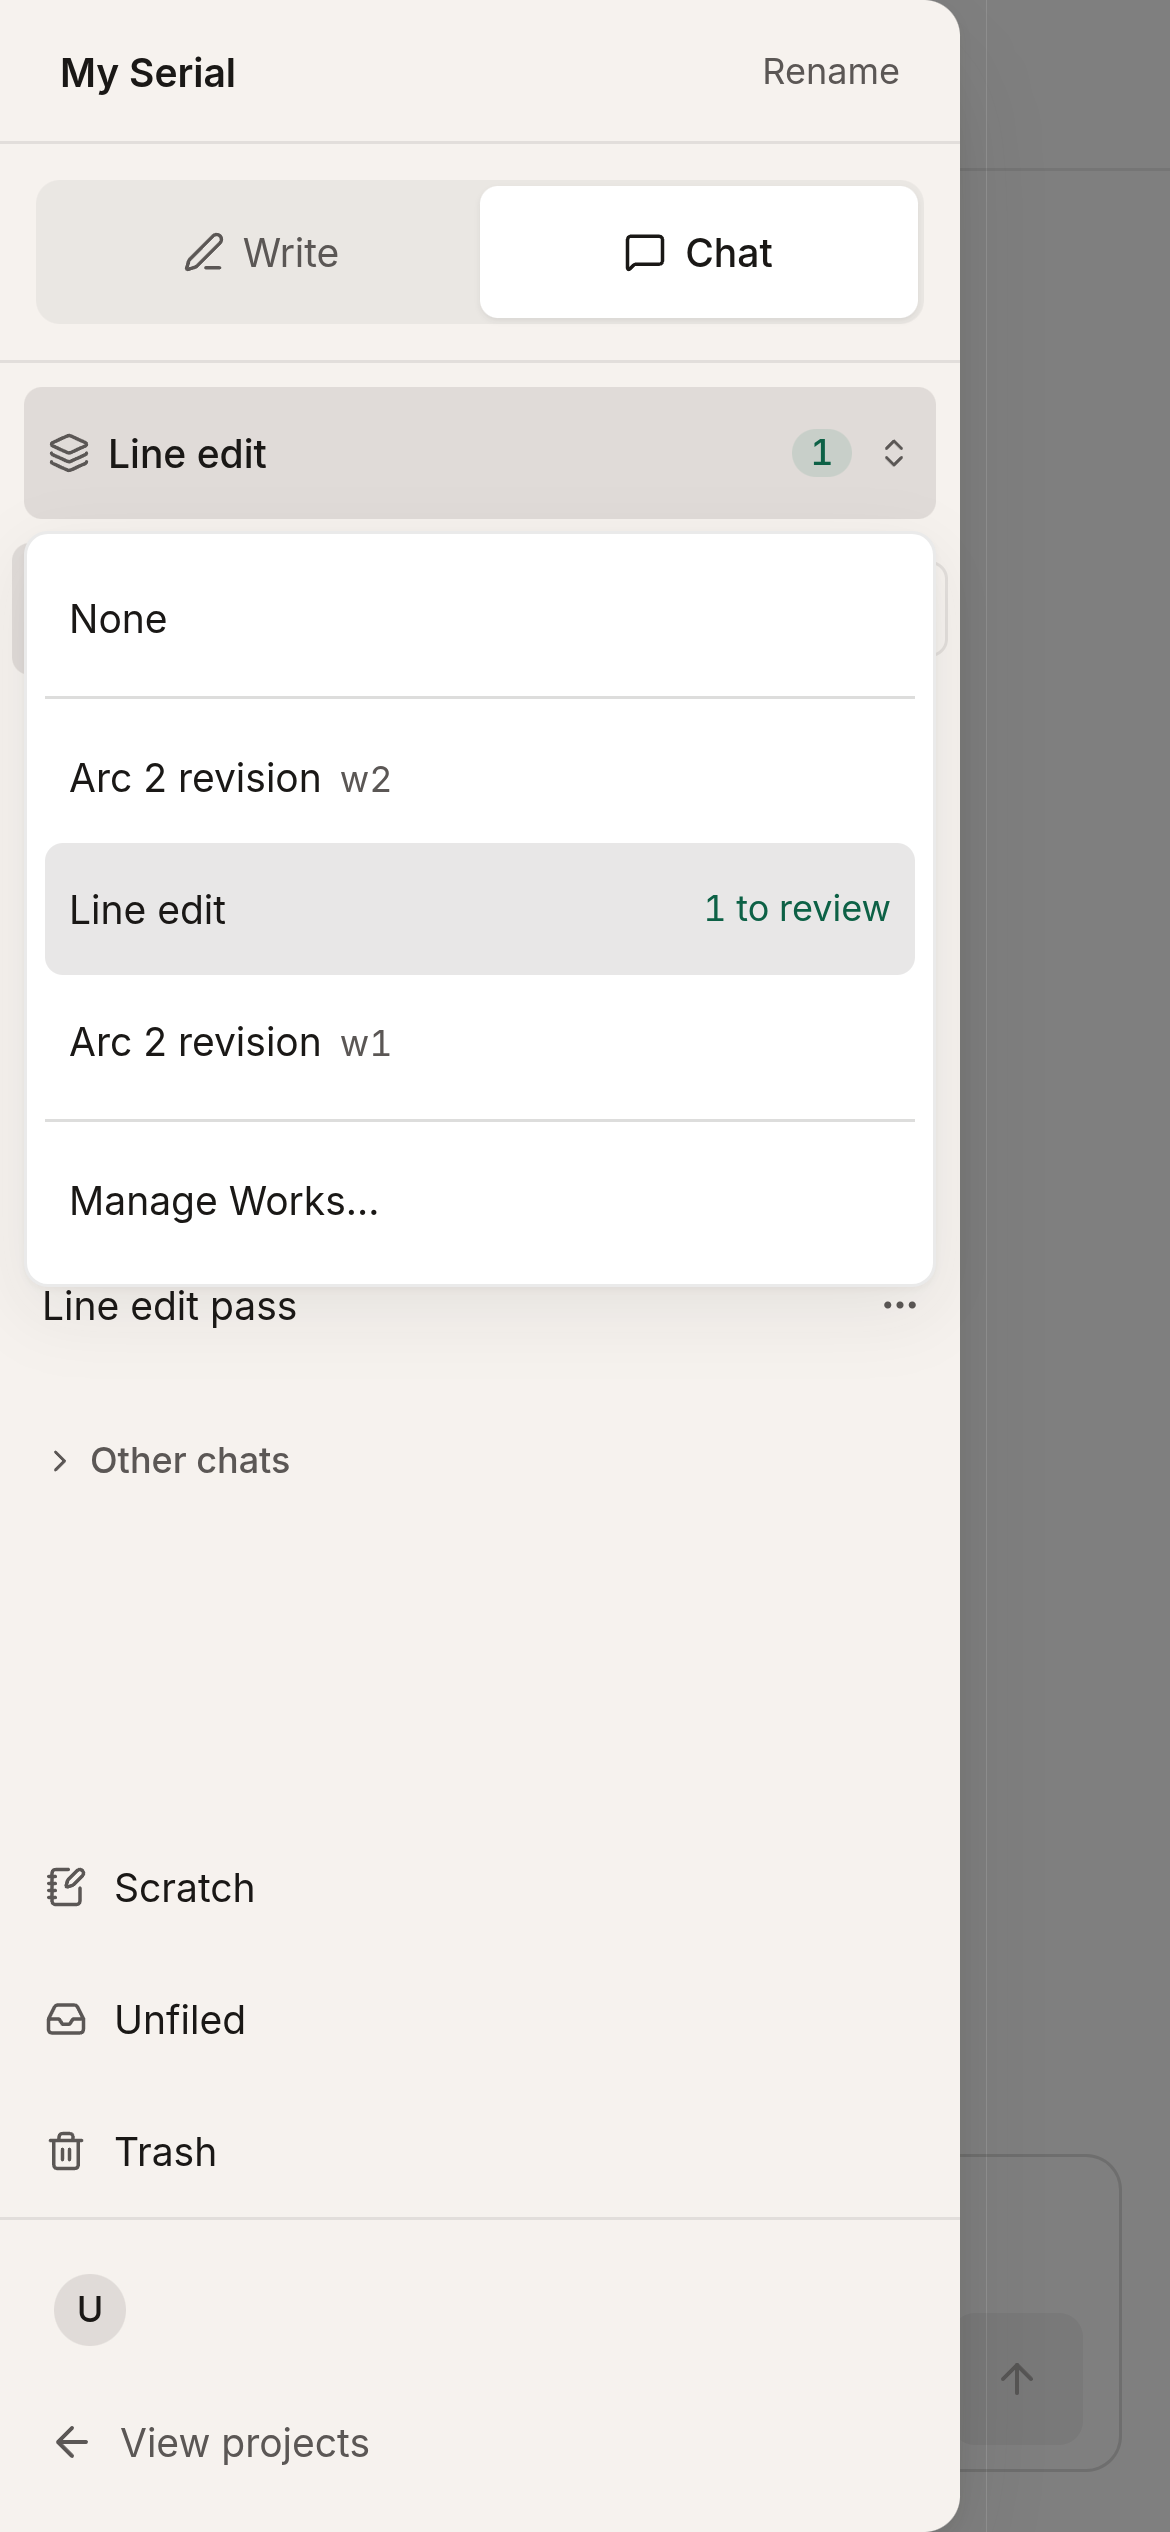 My Serial
Rename
Write
Chat
Line edit
1
None
Arc 2 revision w2
Line edit
1 to review
Arc 2 revision w1
Manage Works...
Line edit pass
Other chats
Scratch
Unfiled
Trash
U
View projects